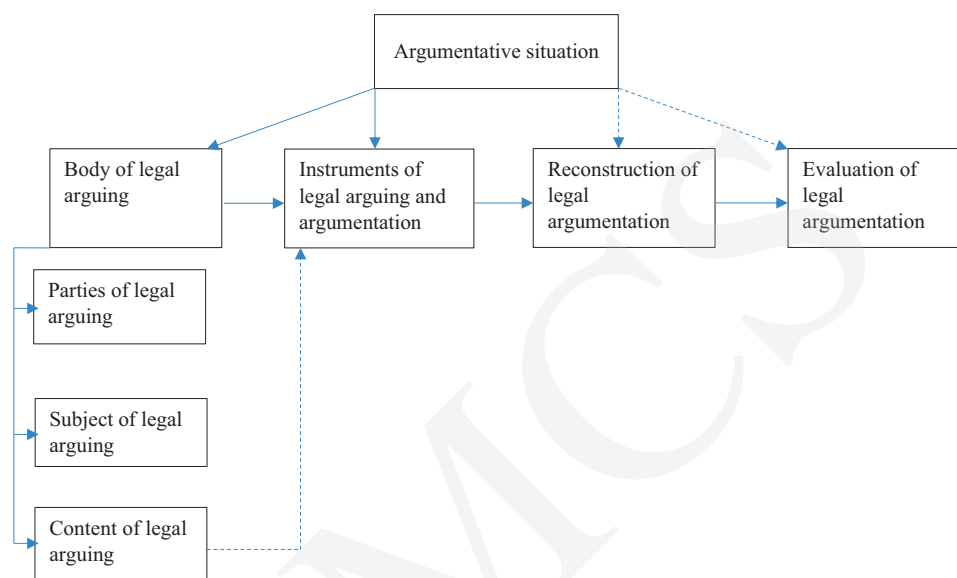 Argumentative situation
Body of legal
arguing
Instruments of
legal arguing and
argumentation
Reconstruction of
legal
argumentation
Evaluation of
legal
argumentation
Parties of legal
arguing
Subject of legal
arguing
Content of legal
arguing
MCS